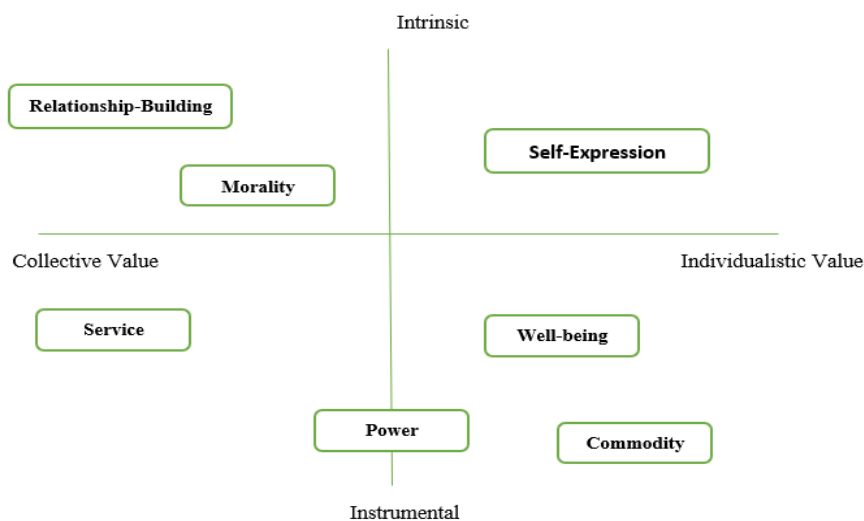 Intrinsic
Relationship-Building
Self-Expression
Morality
Collective Value
Individualistic Value
Service
Well-being
Power
Commodity
Instrumental